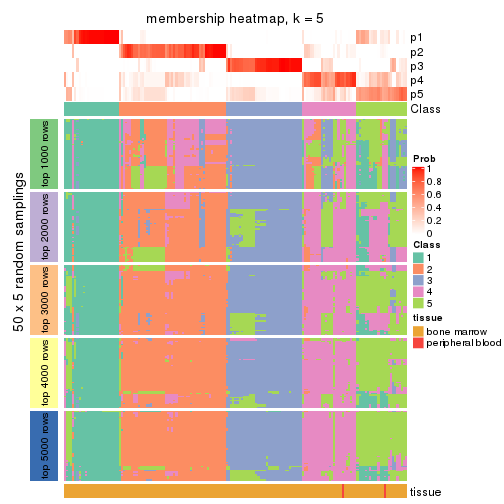 membership heatmap, k = 5
p1
p2
p3
p4
p5
Class
50 x 5 random samplings
top 1000 rows
top 2000 rows
top 3000 rows
top 4000 rows
top 5000 rows
Prob
1
0.8
0.6
0.4
0.2
0
Class
1
2
3
4
5
tissue
bone marrow
peripheral blood
tissue